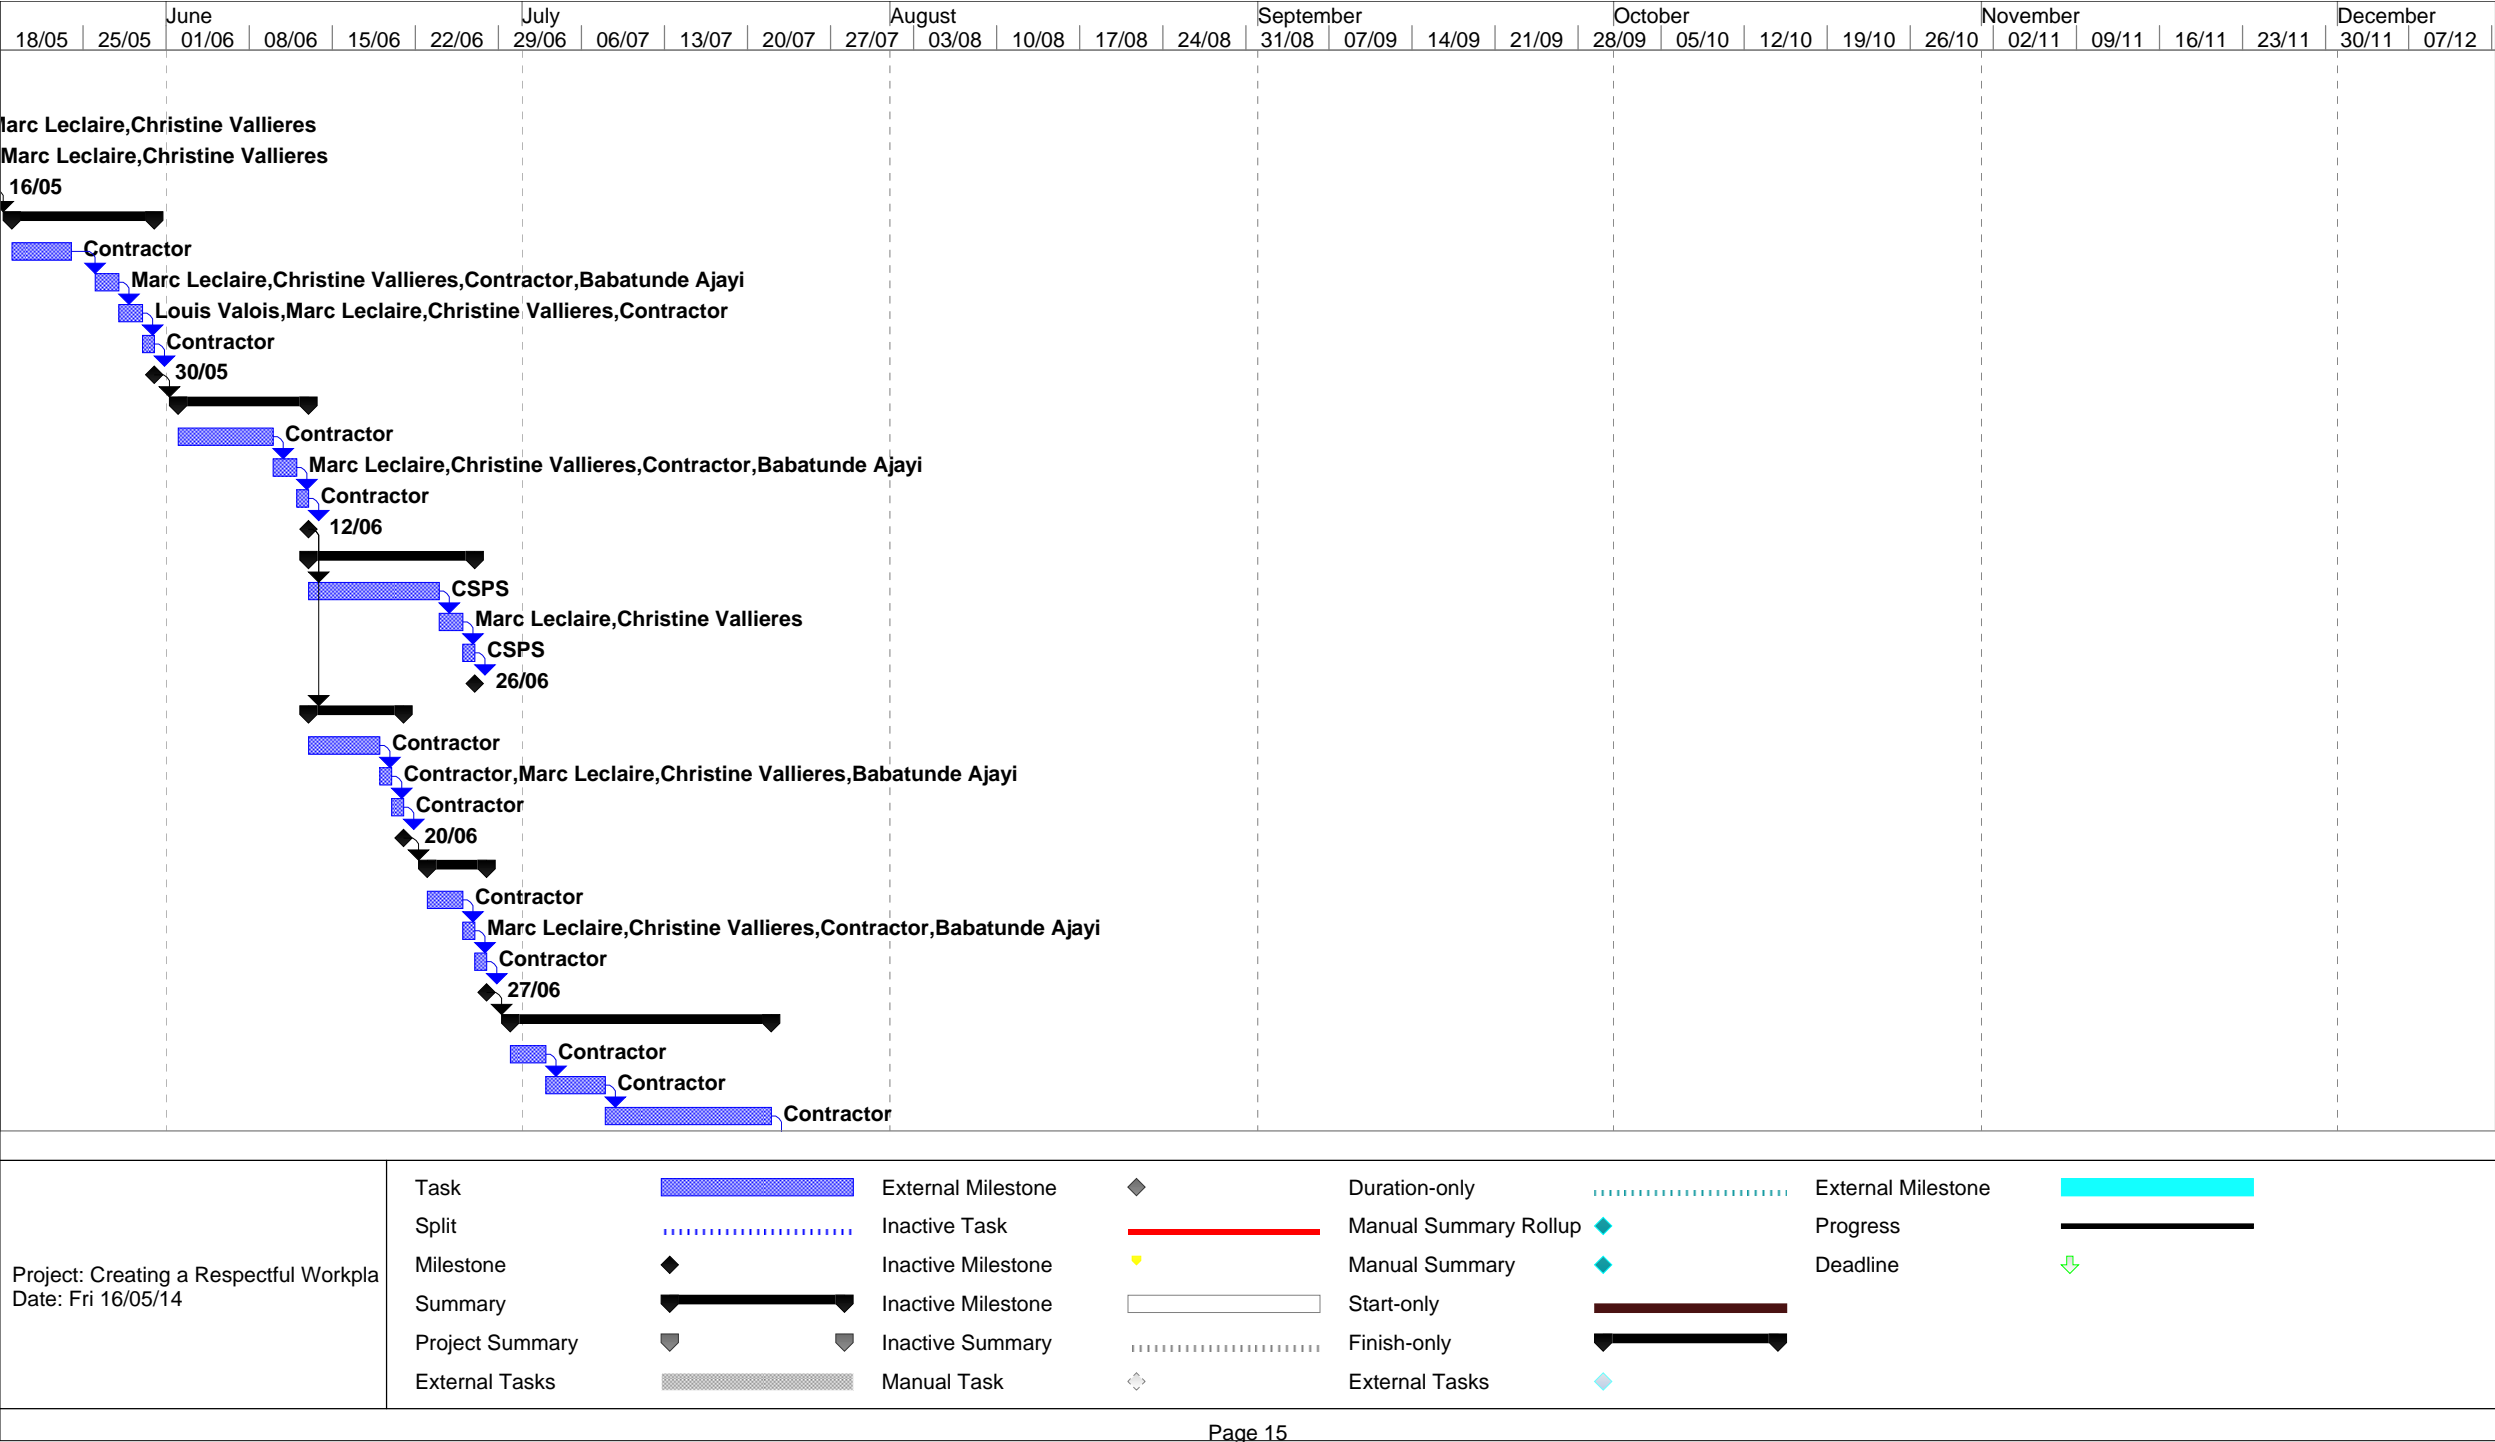 June July August September October November December
18/05 25/05 01/06 08/06 15/06 22/06 29/06 06/07 13/07 20/07 27/07 03/08 10/08 17/08 24/08 31/08 07/09 14/09 21/09 28/09 05/10 12/10 19/10 26/10 02/11 09/11 16/11 23/11 30/11 07/12
Leclaire,Christine Vallieres
Marc Leclaire,Christine Vallieres
16/05
Contractor
Marc Leclaire,Christine Vallieres,Contractor,Babatunde Ajayi
Louis Valois,Marc Leclaire,Christine Vallieres,Contractor
Contractor
30/05
Contractor
Marc Leclaire,Christine Vallieres,Contractor,Babatunde Ajayi
Contractor
12/06
CSPS
Marc Leclaire,Christine Vallieres
CSPS
26/06
Contractor
Contractor,Marc Leclaire,Christine Vallieres,Babatunde Ajayi
Contractor
20/06
Contractor
Marc Leclaire,Christine Vallieres,Contractor,Babatunde Ajayi
Contractor
27/06
Contractor
Contractor
Contractor
Project: Creating a Respectful Workpla
Date: Fri 16/05/14
Task
Split
Milestone
Summary
Project Summary
External Tasks
External Milestone
Inactive Task
Inactive Milestone
Inactive Milestone
Inactive Summary
Manual Task
Duration-only
Manual Summary Rollup
Manual Summary
Start-only
Finish-only
External Tasks
External Milestone
Progress
Deadline
Page 15